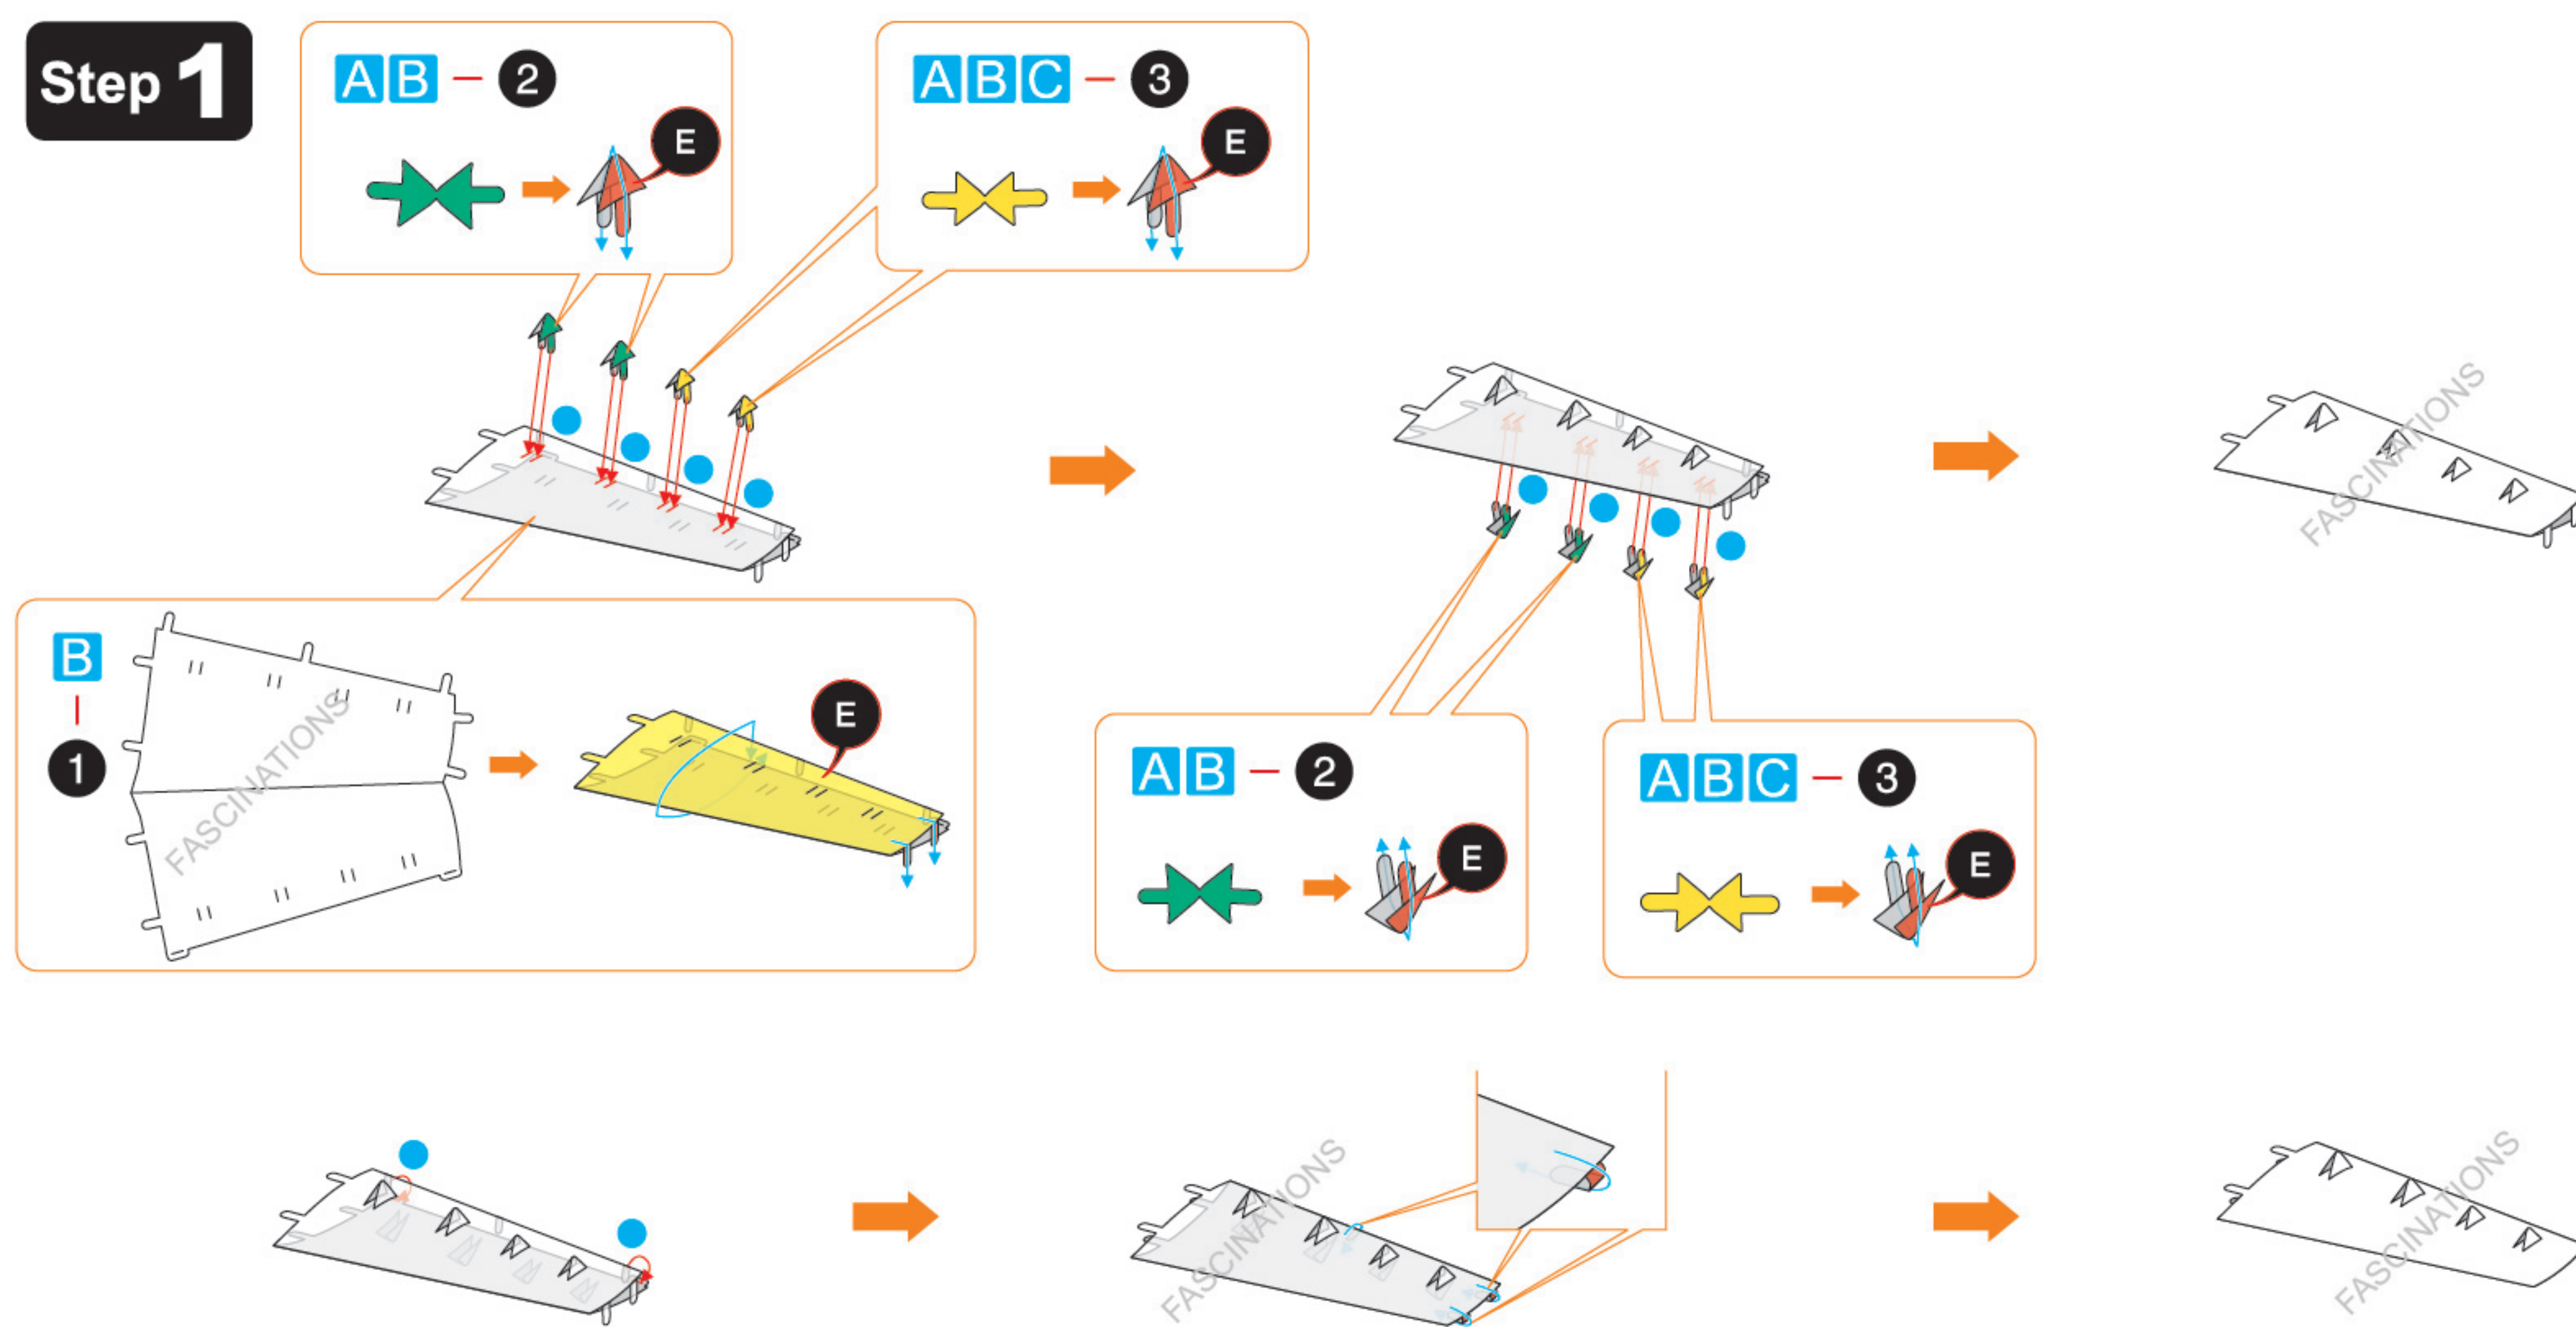 Step 1
AB – 2
E
ABC – 3
E
FASCINATIONS
B – 1
FASCINATIONS
E
AB – 2
E
ABC – 3
E
FASCINATIONS
FASCINATIONS